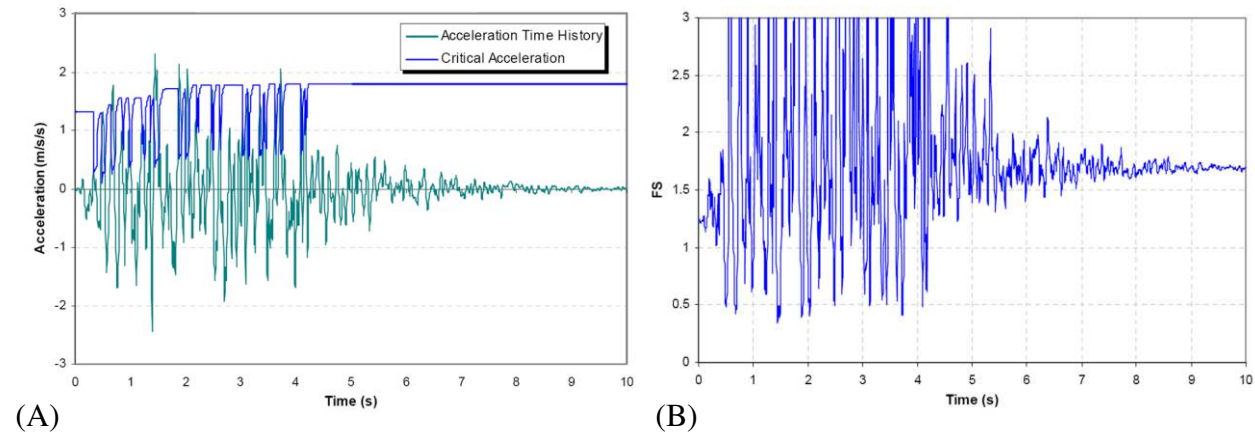 3
2
1
0
-1
-2
-3
Acceleration (m/s/s)
Acceleration Time History
Critical Acceleration
0 1 2 3 4 5 6 7 8 9 10
Time (s)
(A)
3
2.5
2
1.5
1
0.5
0
FS
0 1 2 3 4 5 6 7 8 9 10
Time (s)
(B)